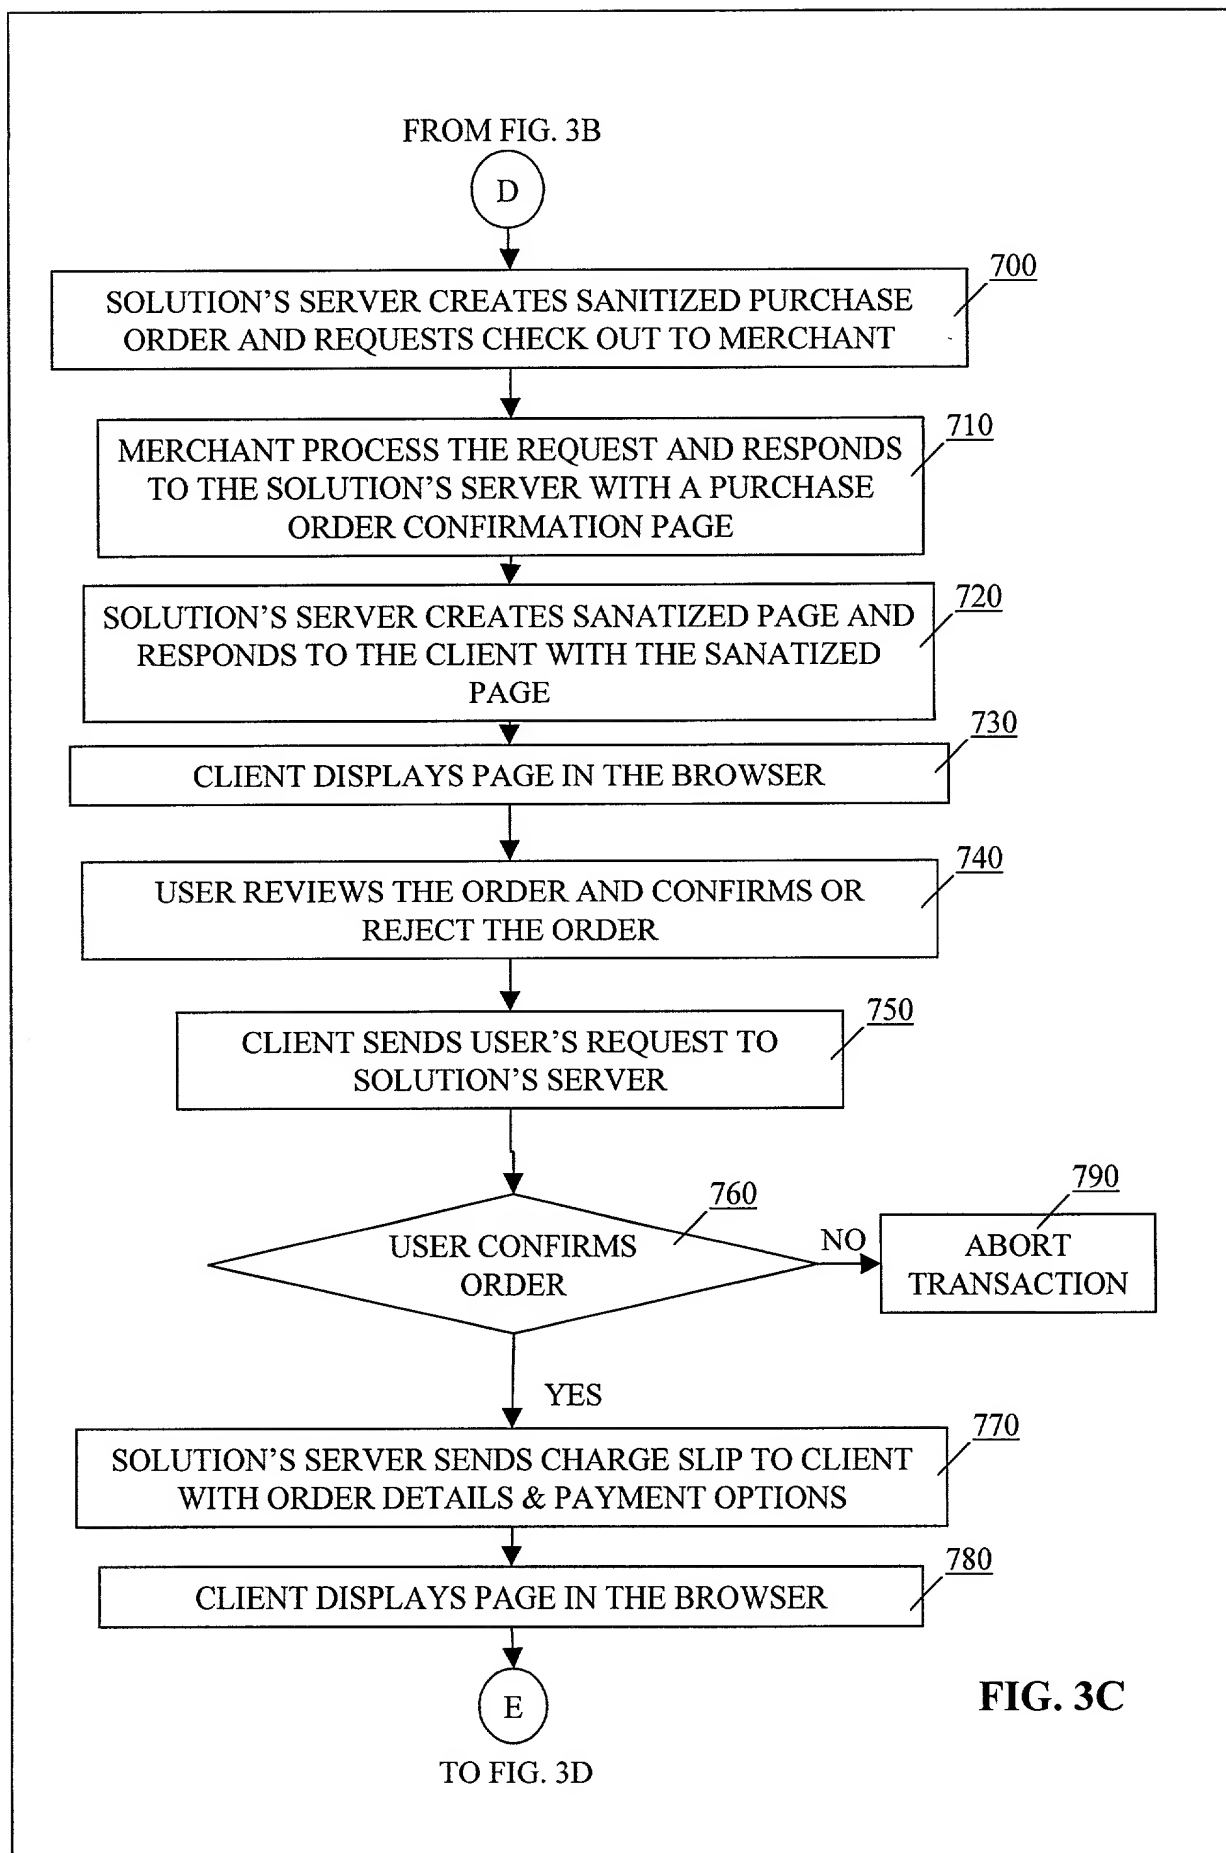 FROM FIG. 3B
D
700
SOLUTION'S SERVER CREATES SANITIZED PURCHASE
ORDER AND REQUESTS CHECK OUT TO MERCHANT
710
MERCHANT PROCESS THE REQUEST AND RESPONDS
TO THE SOLUTION'S SERVER WITH A PURCHASE
ORDER CONFIRMATION PAGE
720
SOLUTION'S SERVER CREATES SANATIZED PAGE AND
RESPONDS TO THE CLIENT WITH THE SANATIZED
PAGE
730
CLIENT DISPLAYS PAGE IN THE BROWSER
740
USER REVIEWS THE ORDER AND CONFIRMS OR
REJECT THE ORDER
750
CLIENT SENDS USER'S REQUEST TO
SOLUTION'S SERVER
760
USER CONFIRMS
ORDER
NO
790
ABORT
TRANSACTION
YES
770
SOLUTION'S SERVER SENDS CHARGE SLIP TO CLIENT
WITH ORDER DETAILS & PAYMENT OPTIONS
780
CLIENT DISPLAYS PAGE IN THE BROWSER
E
TO FIG. 3D
FIG. 3C